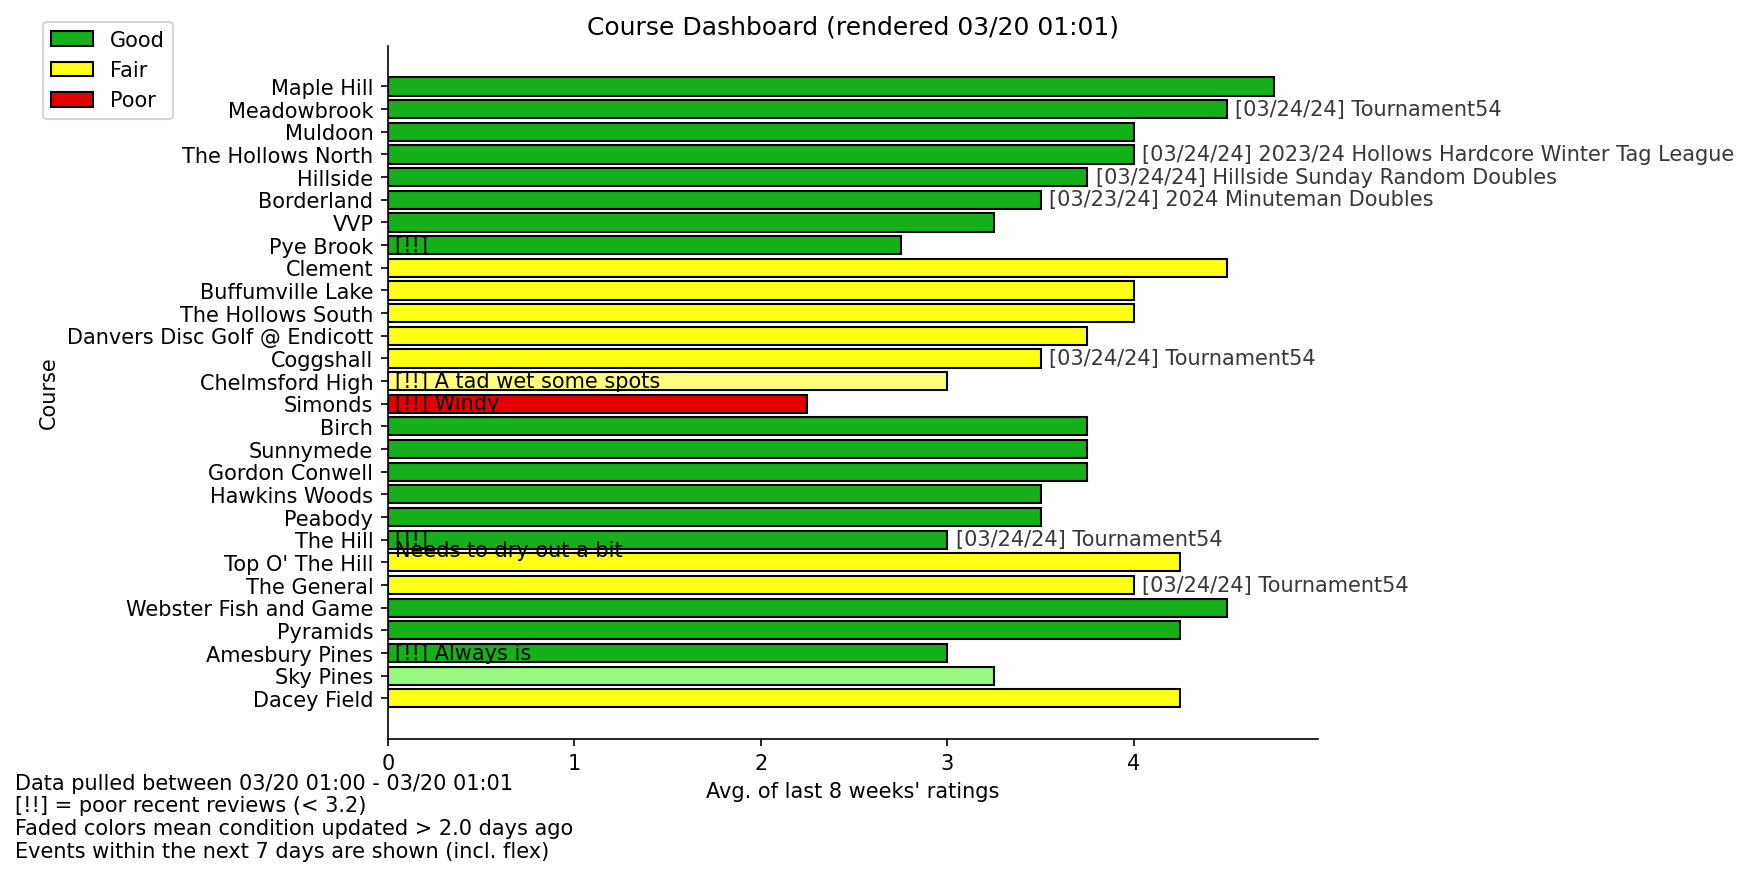 Course Dashboard (rendered 03/20 01:01)
Good
Fair
Poor
Maple Hill
Meadowbrook [03/24/24] Tournament54
Muldoon
The Hollows North [03/24/24] 2023/24 Hollows Hardcore Winter Tag League
Hillside [03/24/24] Hillside Sunday Random Doubles
Borderland [03/23/24] 2024 Minuteman Doubles
VVP
Pye Brook [!!]
Clement
Buffumville Lake
The Hollows South
Danvers Disc Golf @ Endicott
Coggshall [03/24/24] Tournament54
Chelmsford High [!!] A tad wet some spots
Simonds [!!] Windy
Birch
Sunnymede
Gordon Conwell
Hawkins Woods
Peabody
The Hill [!!] [03/24/24] Tournament54
Needs to dry out a bit
Top O' The Hill
The General [03/24/24] Tournament54
Webster Fish and Game
Pyramids
Amesbury Pines [!!] Always is
Sky Pines
Dacey Field
Course
0 1 2 3 4
Avg. of last 8 weeks' ratings
Data pulled between 03/20 01:00 - 03/20 01:01
[!!] = poor recent reviews (< 3.2)
Faded colors mean condition updated > 2.0 days ago
Events within the next 7 days are shown (incl. flex)